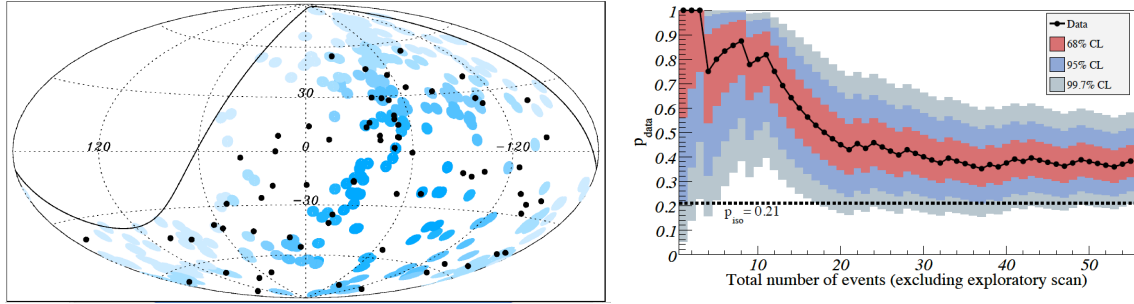 30
120
0
-120
-30
1
0.9
0.8
0.7
0.6
0.5
0.4
0.3
0.2
0.1
0
p data
Data
68% CL
95% CL
99.7% CL
p iso = 0.21
10 20 30 40 50
Total number of events (excluding exploratory scan)